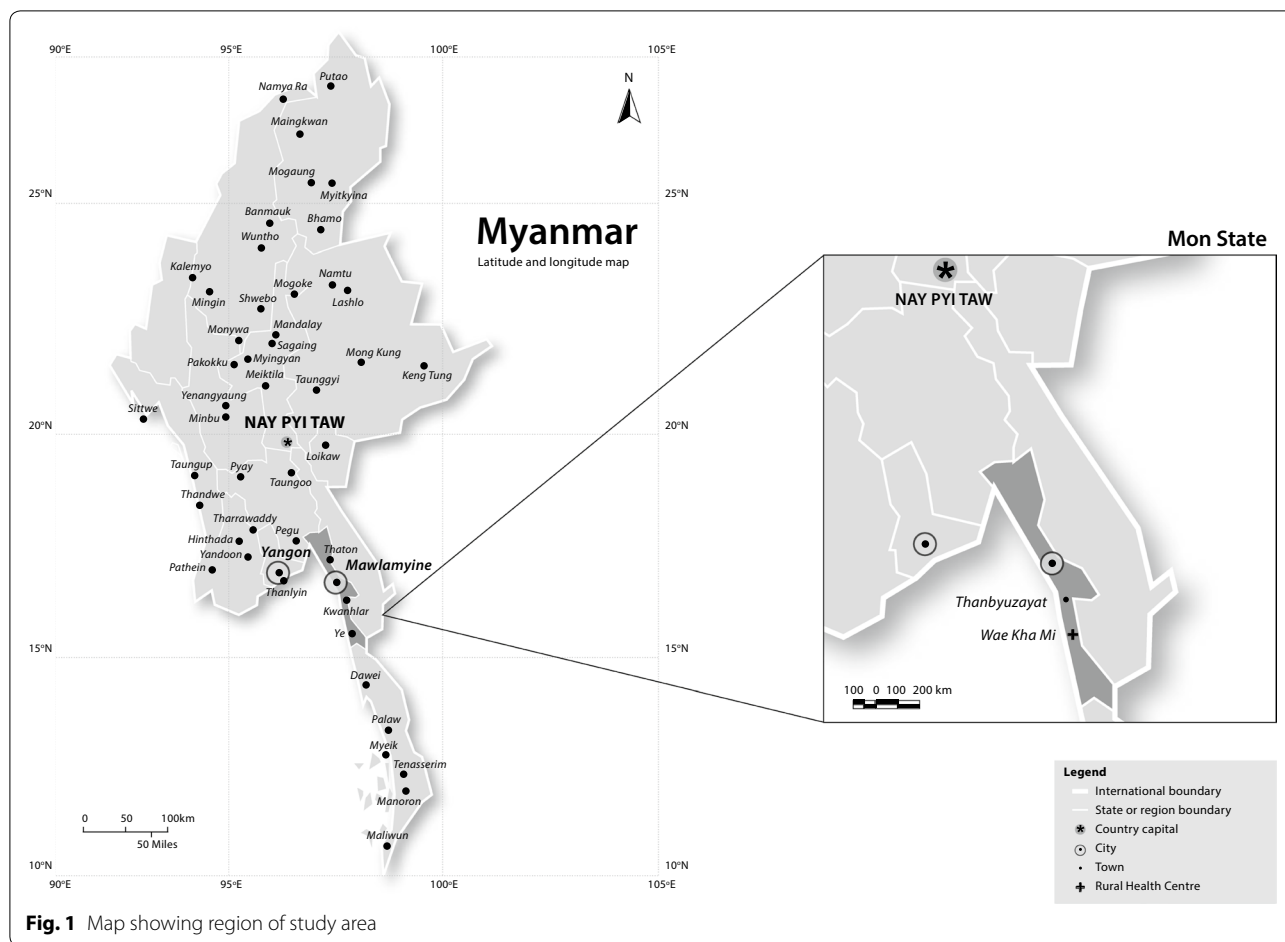 90°E
95°E
100°E
105°E
N
Putao
Namya Ra
Maingkwan
Mogaung
Myitkyina
25°N
25°N
Banmauk
Bhamo
Wuntho
Myanmar
Latitude and longitude map
Kalemyo
Mogoke
Namtu
Mingin
Shwebo
Lashlo
Monywa
Mandalay
Sagaing
Pakokku
Myingyan
Mong Kung
Meiktila
Taunggyi
Keng Tung
Yenangyaung
Sittwe
Minbu
NAY PYI TAW
20°N
20°N
Loikaw
Taungup
Pyay
Taungoo
Thandwe
Tharrawaddy
Pegu
Hinthada
Yangon
Thaton
Yandoon
Mawlamyine
Pathein
Thanlyin
Kwanhlar
Ye
15°N
15°N
Dawei
Palaw
Myeik
Tenasserim
Manoron
0 50 100km
50 Miles
Maliwun
10°N
10°N
90°E
95°E
100°E
105°E
Mon State
NAY PYI TAW
Thanbyuzayat
Wae Kha Mi
100 0 100 200 km
Legend
International boundary
State or region boundary
Country capital
City
Town
Rural Health Centre
Fig. 1 Map showing region of study area